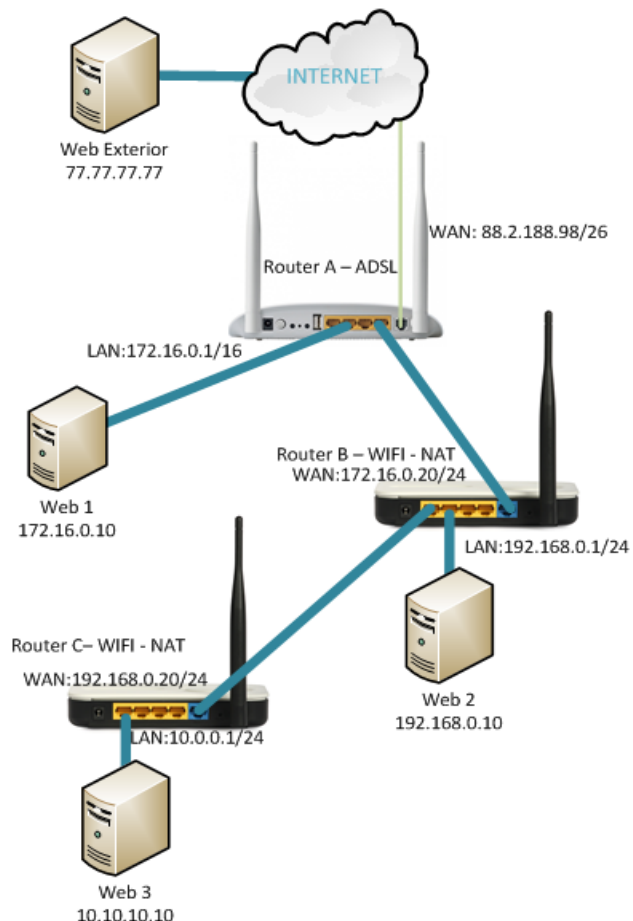 INTERNET
Web Exterior
77.77.77.77
WAN: 88.2.188.98/26
Router A – ADSL
LAN:172.16.0.1/16
Router B – WIFI - NAT
WAN:172.16.0.20/24
Web 1
172.16.0.10
LAN:192.168.0.1/24
Router C– WIFI - NAT
WAN:192.168.0.20/24
Web 2
192.168.0.10
LAN:10.0.0.1/24
Web 3
10.10.10.10